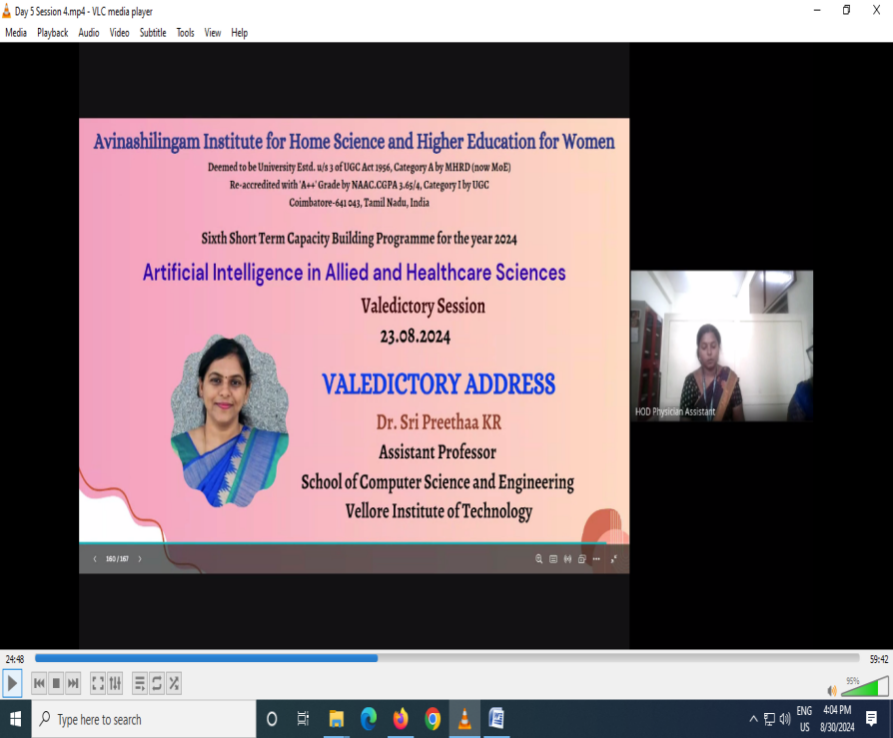 Day 5 Session 4.mp4 - VLC media player
Media Playback Audio Video Subtitle Tools View Help
Avinashilingam Institute for Home Science and Higher Education for Women
Deemed to be University Estd. u/s 3 of UGC Act 1956, Category A by MHRD (now MoE)
Re-accredited with 'A++' Grade by NAAC.CGPA 3.65/4, Category I by UGC
Coimbatore-641 043, Tamil Nadu, India
Sixth Short Term Capacity Building Programme for the year 2024
Artificial Intelligence in Allied and Healthcare Sciences
Valedictory Session
23.08.2024
VALEDICTORY ADDRESS
Dr. Sri Preethaa KR
Assistant Professor
School of Computer Science and Engineering
Vellore Institute of Technology
HOD Physician Assistant
160 / 167
24:48
59:42
95%
Type here to search
ENG
US
4:04 PM
8/30/2024